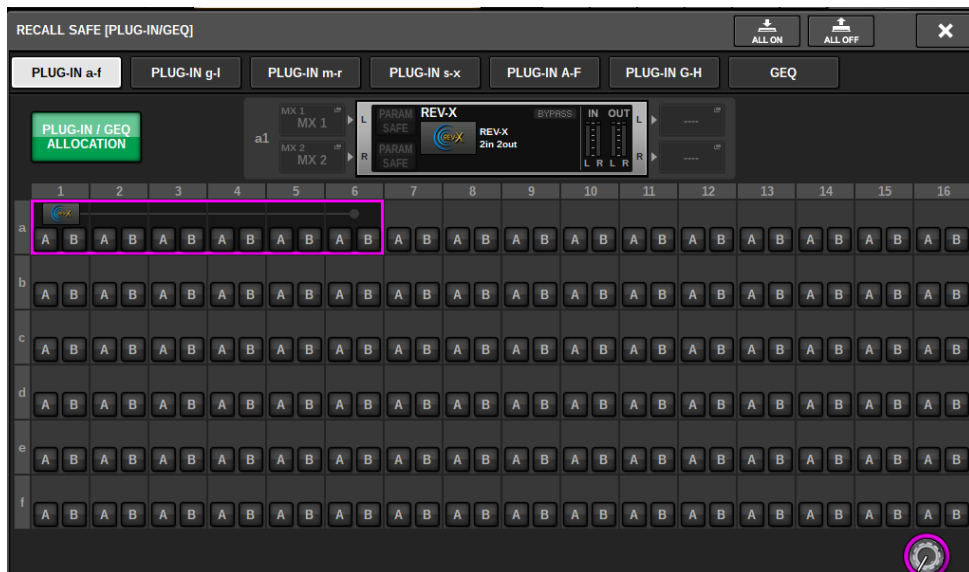 RECALL SAFE [PLUG-IN/GEQ]
ALL ON
ALL OFF
PLUG-IN a-f
PLUG-IN g-l
PLUG-IN m-r
PLUG-IN s-x
PLUG-IN A-F
PLUG-IN G-H
GEQ
PLUG-IN / GEQ
ALLOCATION
a1
MX 1
MX 1
MX 2
MX 2
L
R
PARAM
SAFE
PARAM
SAFE
REV-X
BYPASS
REV-X
REV-X
2in 2out
IN OUT
L R L R
L
R
----
----
1 2 3 4 5 6 7 8 9 10 11 12 13 14 15 16
REV-X
a
A B A B A B A B A B A B A B A B A B A B A B A B A B A B A B A B
b
A B A B A B A B A B A B A B A B A B A B A B A B A B A B A B A B
c
A B A B A B A B A B A B A B A B A B A B A B A B A B A B A B A B
d
A B A B A B A B A B A B A B A B A B A B A B A B A B A B A B A B
e
A B A B A B A B A B A B A B A B A B A B A B A B A B A B A B A B
f
A B A B A B A B A B A B A B A B A B A B A B A B A B A B A B A B